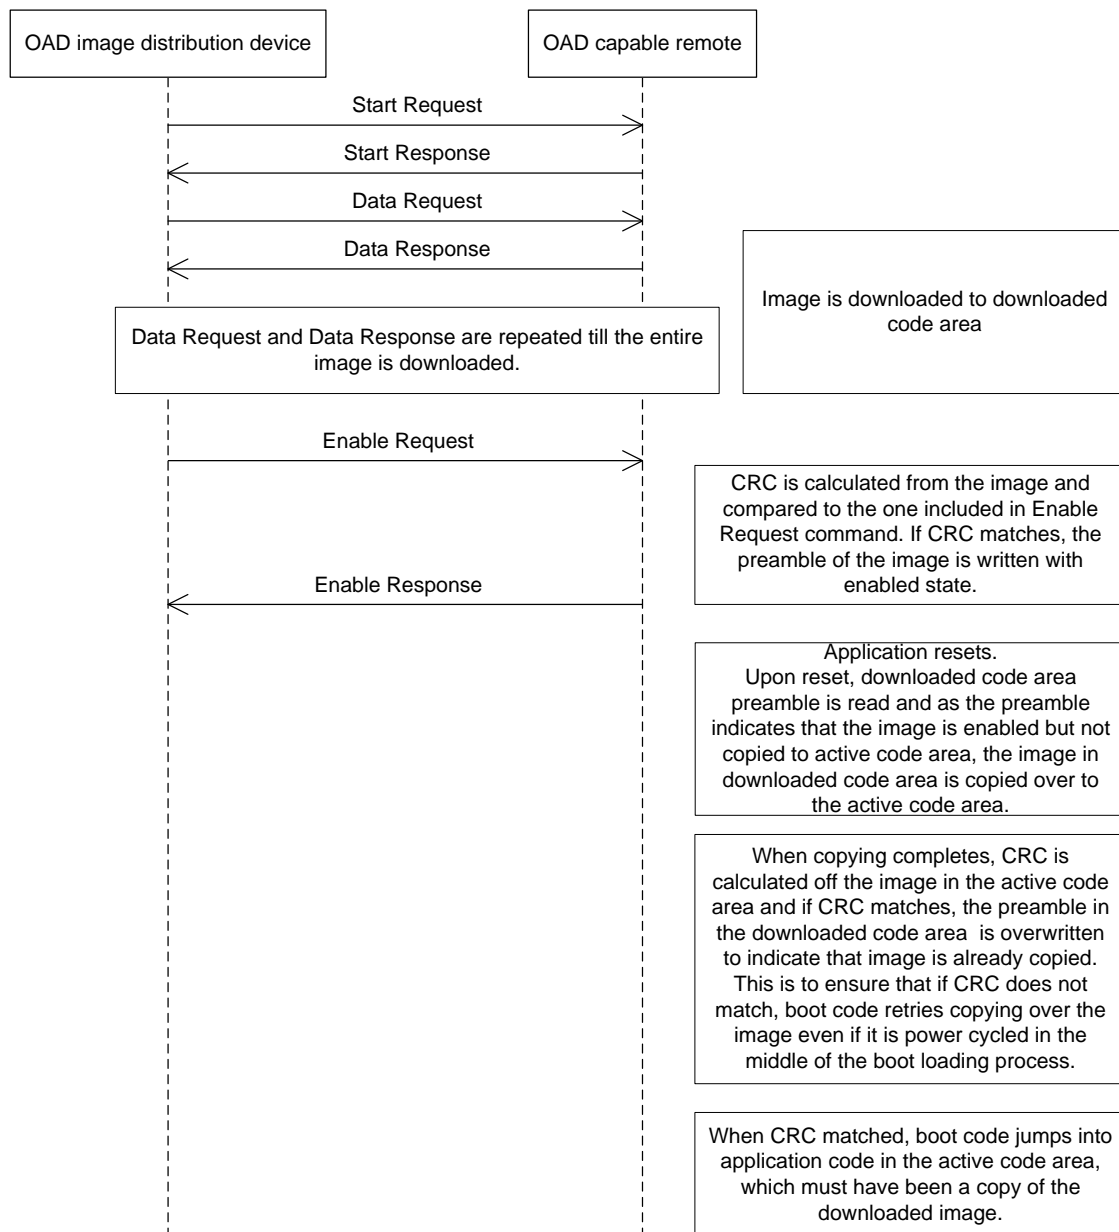 OAD image distribution device
OAD capable remote
Start Request
Start Response
Data Request
Data Response
Image is downloaded to downloaded
code area
Data Request and Data Response are repeated till the entire
image is downloaded.
Enable Request
CRC is calculated from the image and
compared to the one included in Enable
Request command. If CRC matches, the
preamble of the image is written with
enabled state.
Enable Response
Application resets.
Upon reset, downloaded code area
preamble is read and as the preamble
indicates that the image is enabled but not
copied to active code area, the image in
downloaded code area is copied over to
the active code area.
When copying completes, CRC is
calculated off the image in the active code
area and if CRC matches, the preamble in
the downloaded code area  is overwritten
to indicate that image is already copied.
This is to ensure that if CRC does not
match, boot code retries copying over the
image even if it is power cycled in the
middle of the boot loading process.
When CRC matched, boot code jumps into
application code in the active code area,
which must have been a copy of the
downloaded image.